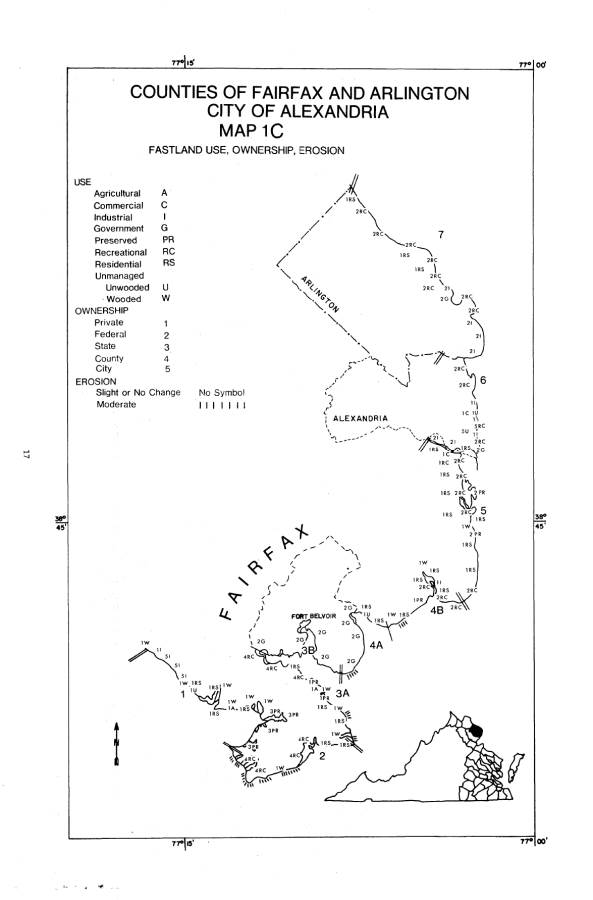 77° 15'
77° 00'
COUNTIES OF FAIRFAX AND ARLINGTON
CITY OF ALEXANDRIA
MAP 1C
FASTLAND USE, OWNERSHIP, EROSION
USE
Agricultural A
Commercial C
Industrial I
Government G
Preserved PR
Recreational RC
Residential RS
Unmanaged
Unwooded U
Wooded W
OWNERSHIP
Private 1
Federal 2
State 3
County 4
City 5
EROSION
Slight or No Change No Symbol
Moderate
1RS
2RC
2RC
2RC
7
1RS
2RC
1RS
2RC
2RC
2I
2G
2RC
2RC
2I
2I
2I
ARLINGTON
2RC
2RC
6
1I
1C 1U
5RC
5U
1I
ALEXANDRIA
2I
2I
2RC
1RS
1RS
2G
1C
1RC
2RC
1RS
2RC
1RS
2RC
2PR
5
2RC
1RS
1RS
1W
2PR
1RS
1RS
17
38°
45'
38°
45'
FAIRFAX
1W
1RS
1I
2RC
1RS
2RC
1PR
2RC
2RC
4B
FORT BELVOIR
2G
1RS
1U
1W
1RS
2G
2G
2G
2G
2G
2G
4A
3B
4RC
4RC
1RS
4RC
1PR
1A
1W
3A
1PR
1RS
1W
1RS
1W
1RS
1RS
1W
1I
5I
5I
1W
1RS
1U
1RS
1W
1
1W
1W
1W
1A
1RS
1RS
3PR
3PR
3PR
3PR
4RC
4RC
1W
4RC
4RC
2
N
77° 15'
77° 00'